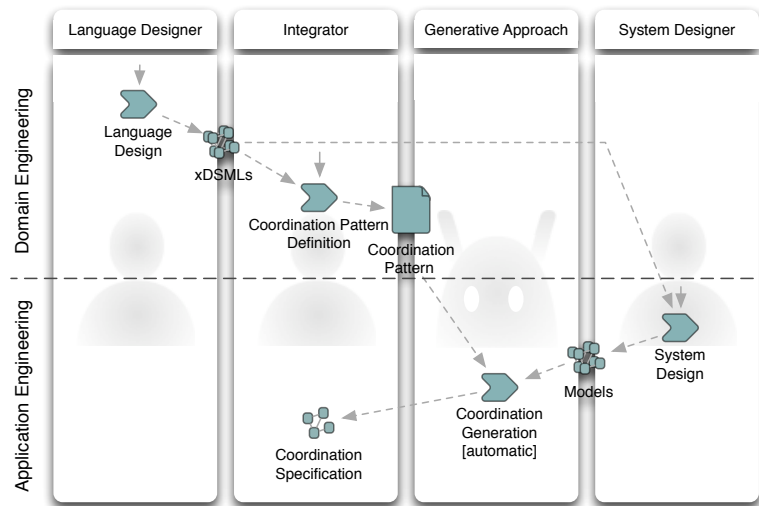 Language Designer
Integrator
Generative Approach
System Designer
Domain Engineering
Language
Design
xDSMLs
Coordination Pattern
Definition
Coordination
Pattern
Application Engineering
System
Design
Models
Coordination
Generation
[automatic]
Coordination
Specification